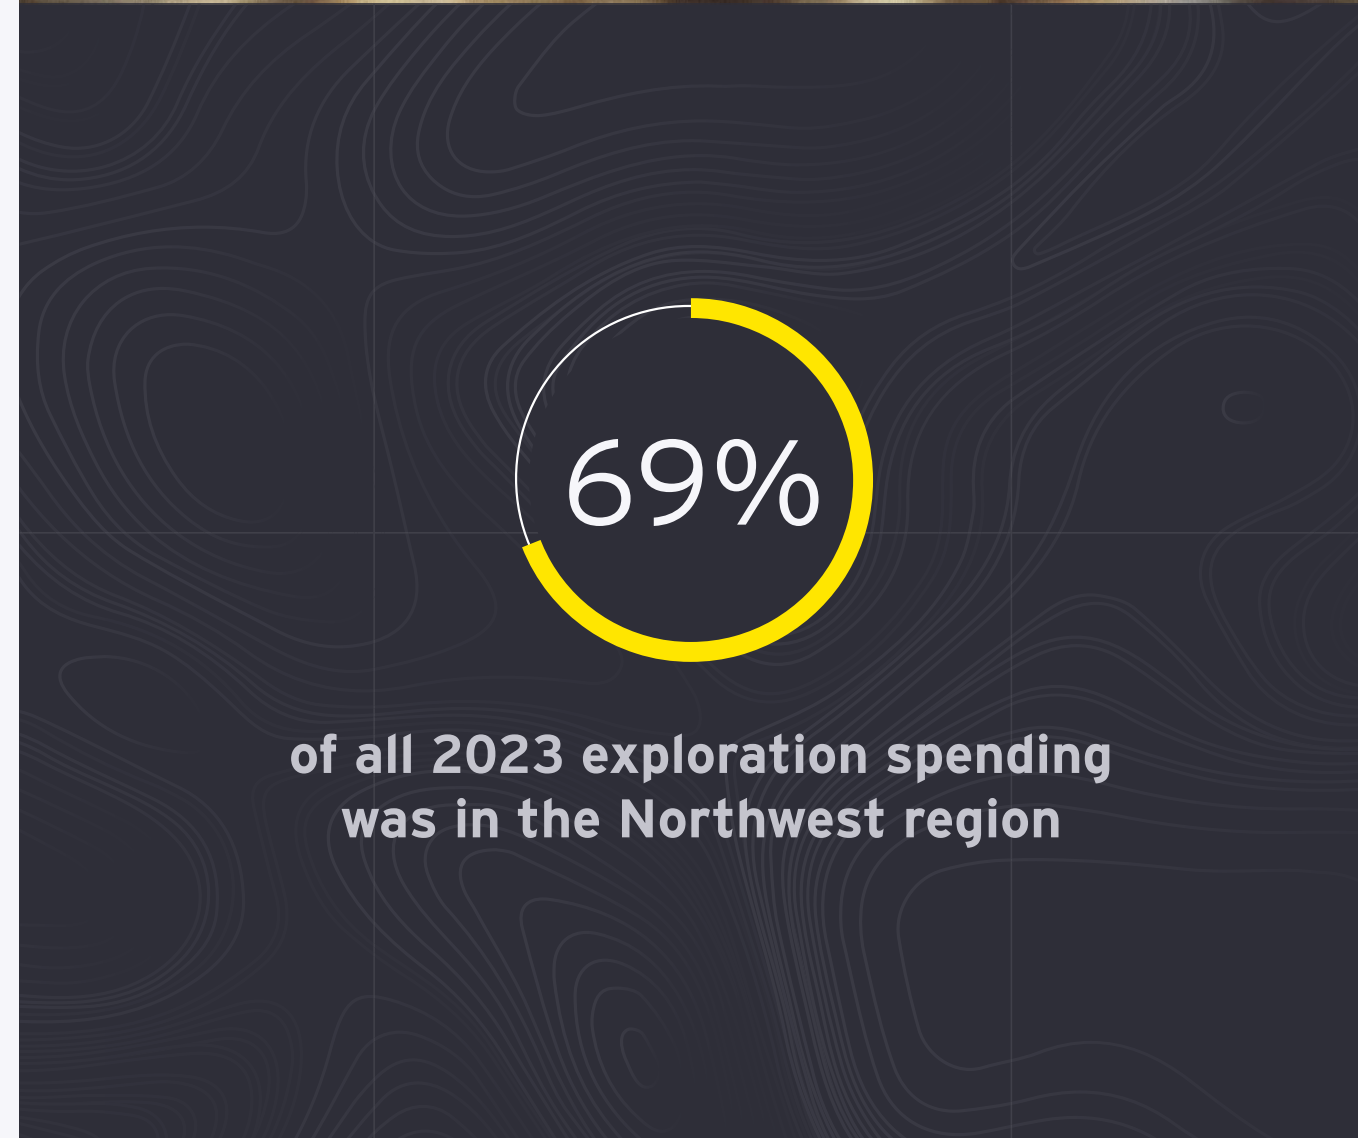 69%
of all 2023 exploration spending
was in the Northwest region